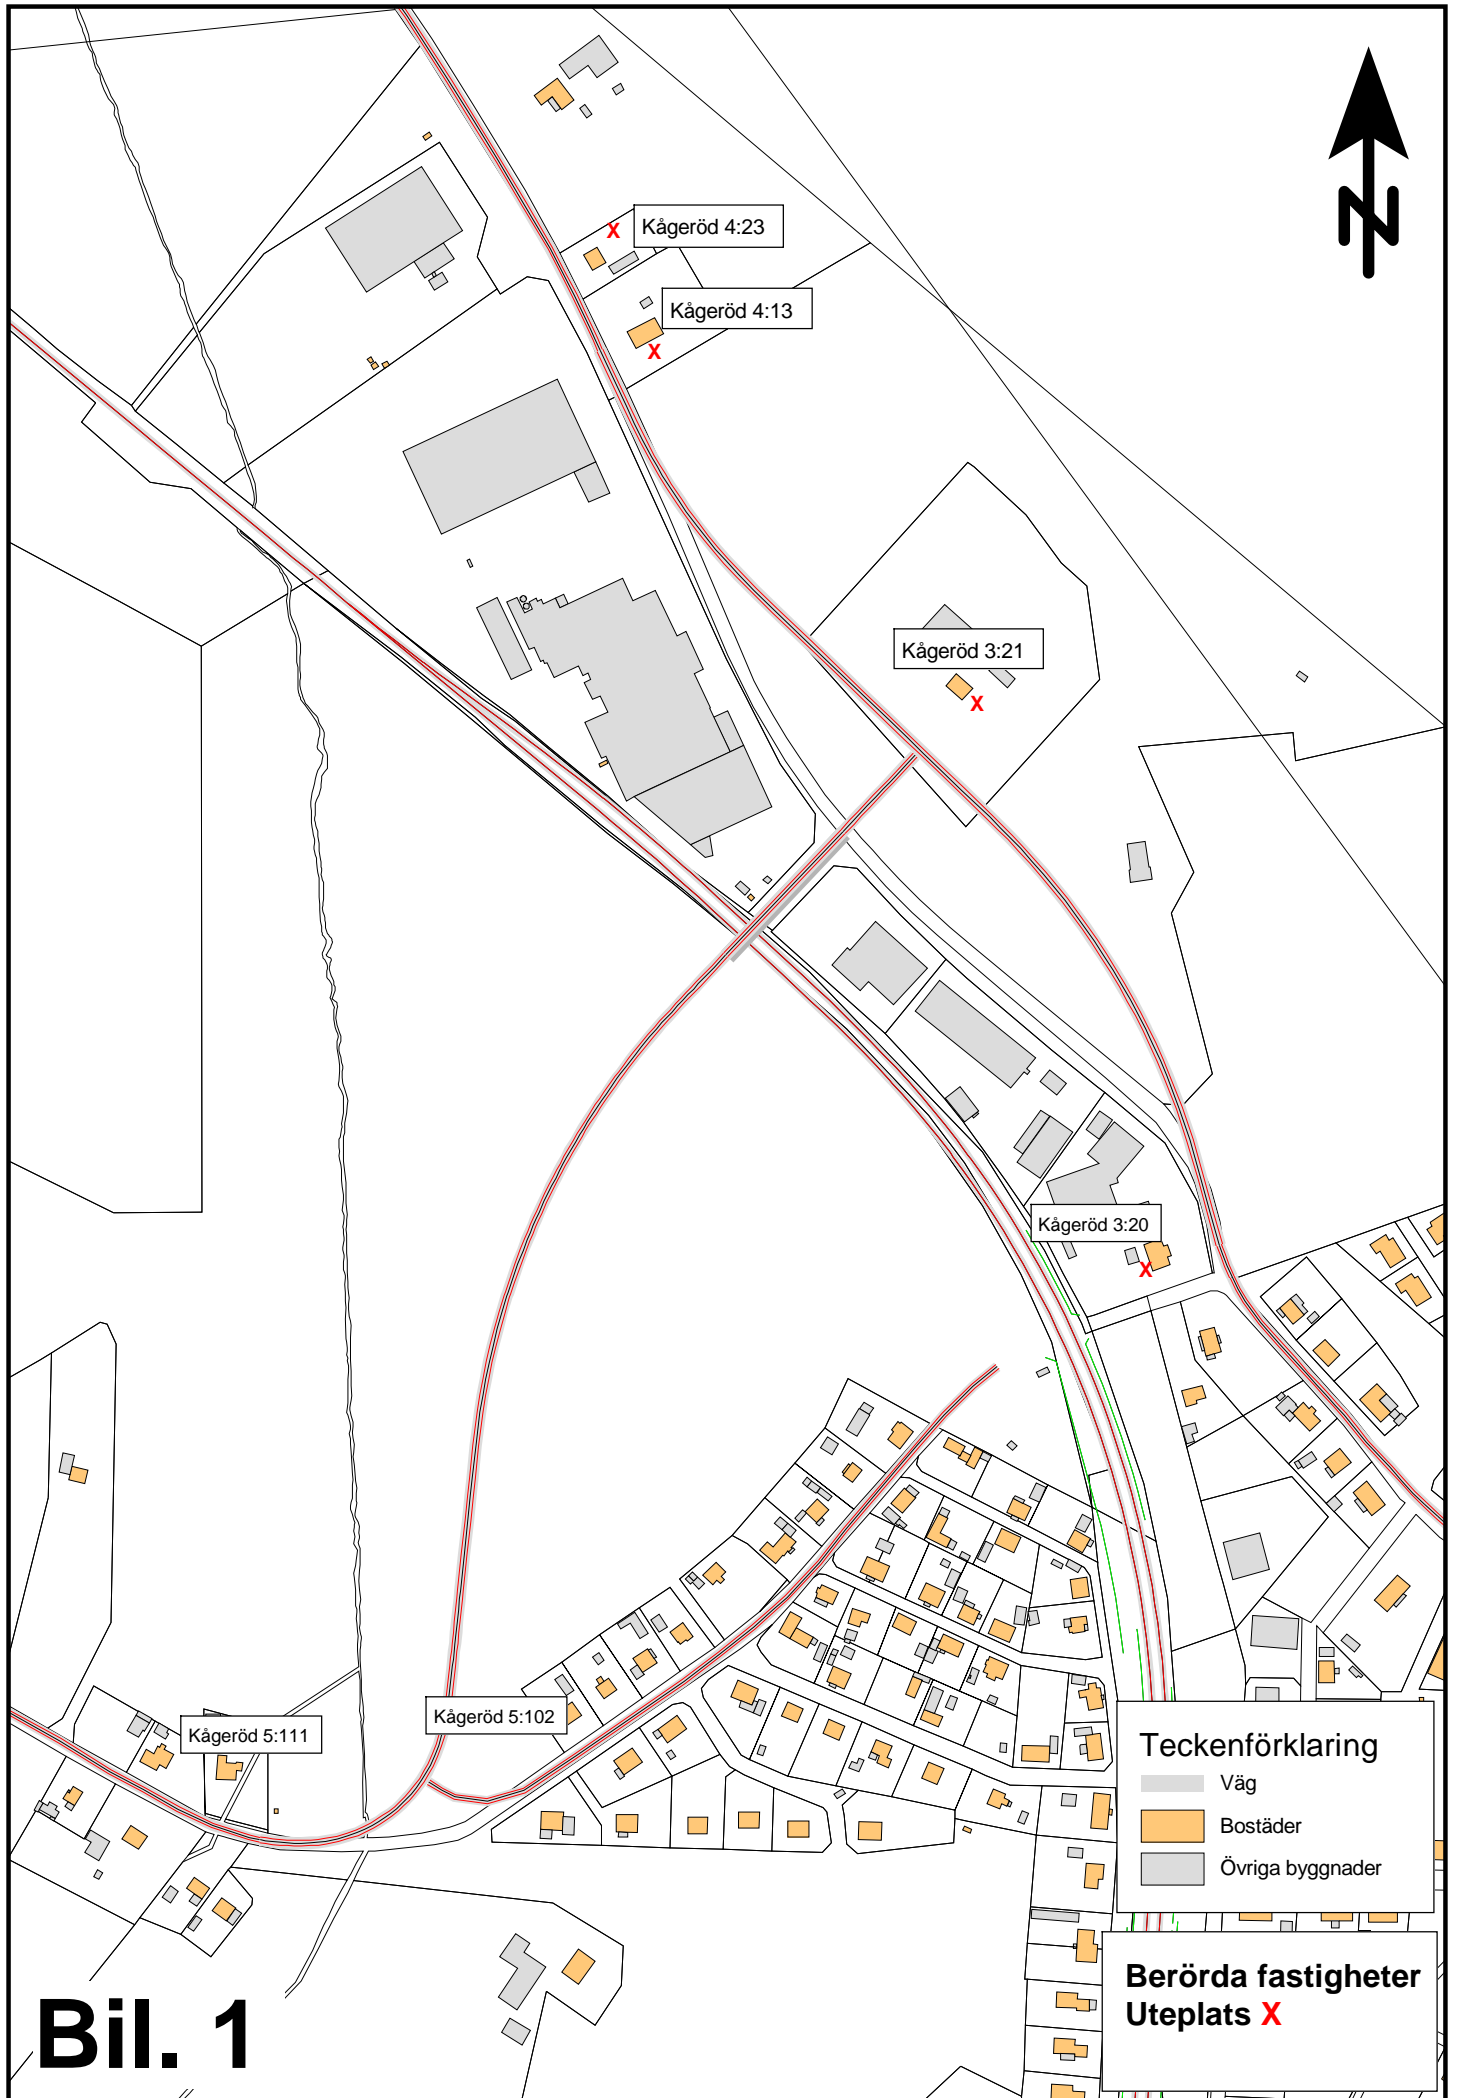 N
X
Kågeröd 4:23
Kågeröd 4:13
X
Kågeröd 3:21
X
Kågeröd 3:20
X
Kågeröd 5:102
Kågeröd 5:111
Teckenförklaring
Väg
Bostäder
Övriga byggnader
Berörda fastigheter
Uteplats X
Bil. 1